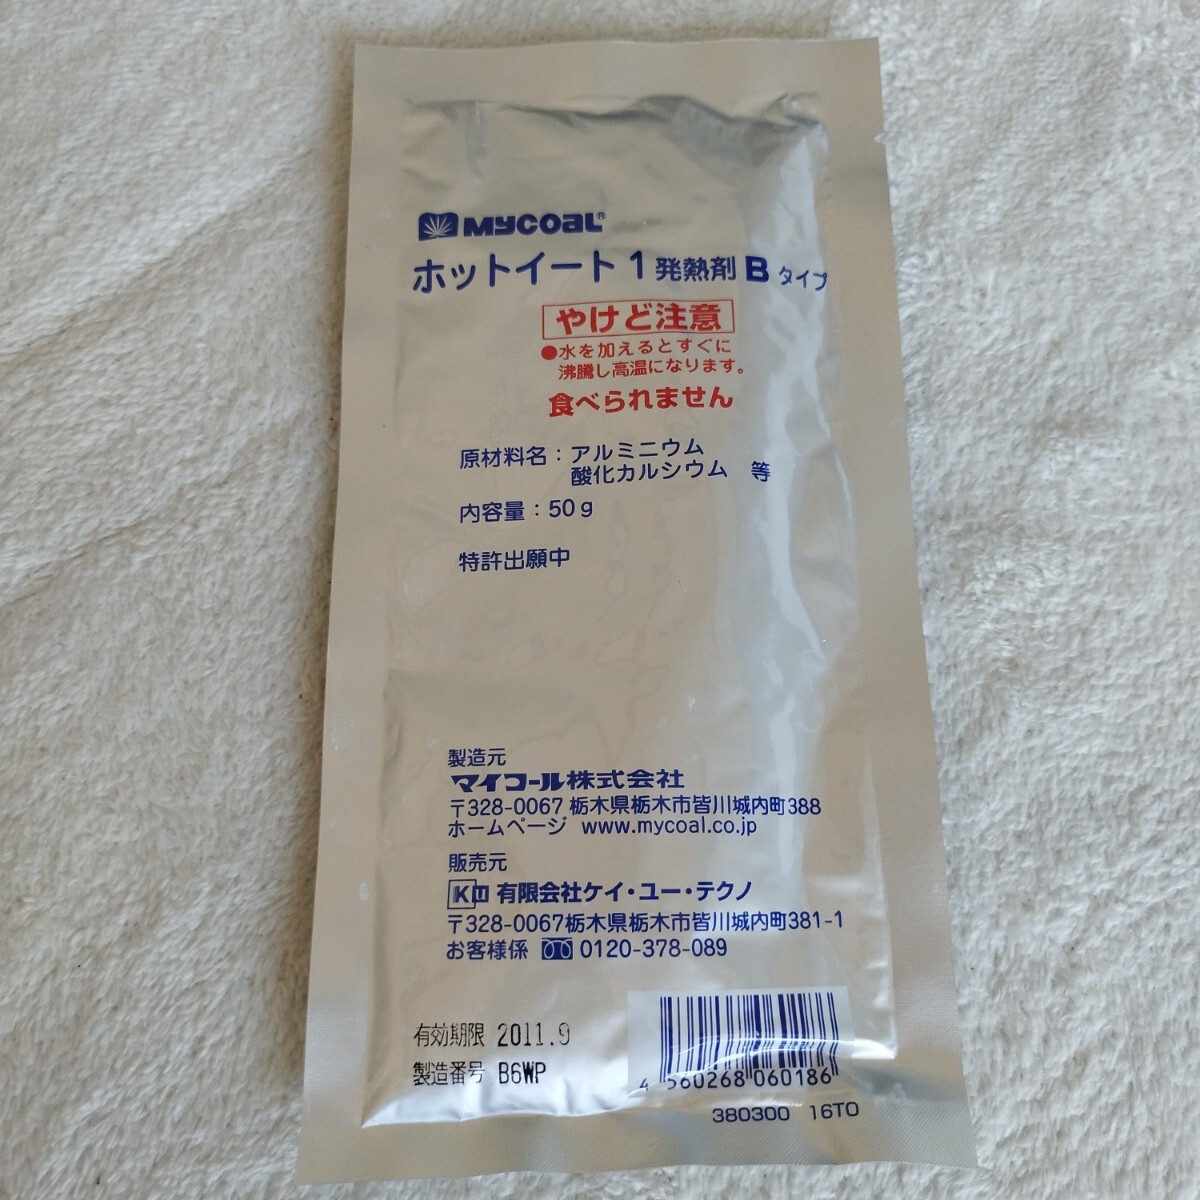 MYCOAL®
ホットイート1 発熱剤 B タイプ
やけど注意
●水を加えるとすぐに
沸騰し高温になります。
食べられません
原材料名：アルミニウム
酸化カルシウム 等
内容量：50g
特許出願中
製造元
マイコール株式会社
〒328-0067 栃木県栃木市皆川城内町388
ホームページ www.mycoal.co.jp
販売元
有限会社ケイ・ユー・テクノ
〒328-0067栃木県栃木市皆川城内町381-1
お客様係 0120-378-089
有効期限 2011.9
製造番号 B6WP
4 560268 060186
380300 16TO